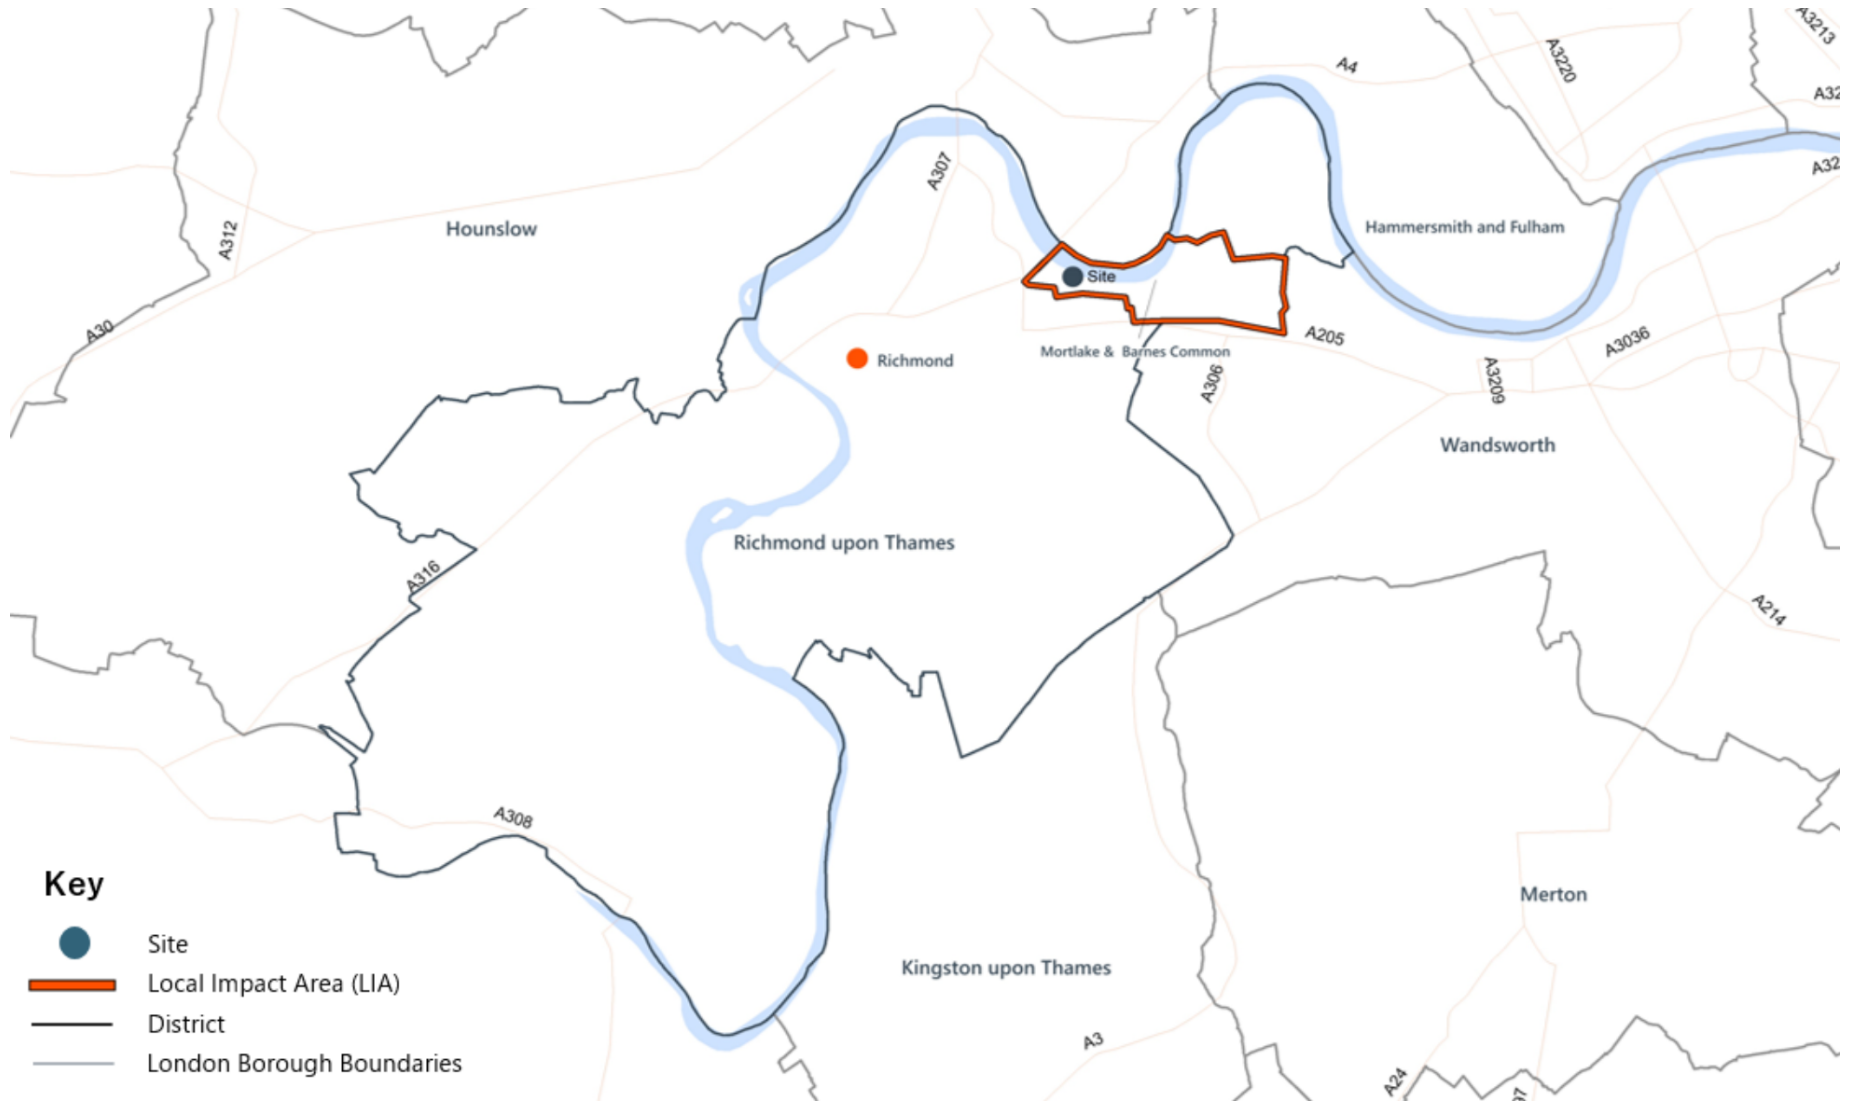 A3213
A3220
A4
A32
A307
A32
A312
Hounslow
Hammersmith and Fulham
Site
A30
A205
A3036
Mortlake & Barnes Common
Richmond
A306
A3209
Wandsworth
Richmond upon Thames
A316
A214
A308
Key
Merton
Site
Kingston upon Thames
Local Impact Area (LIA)
District
A3
London Borough Boundaries
A24